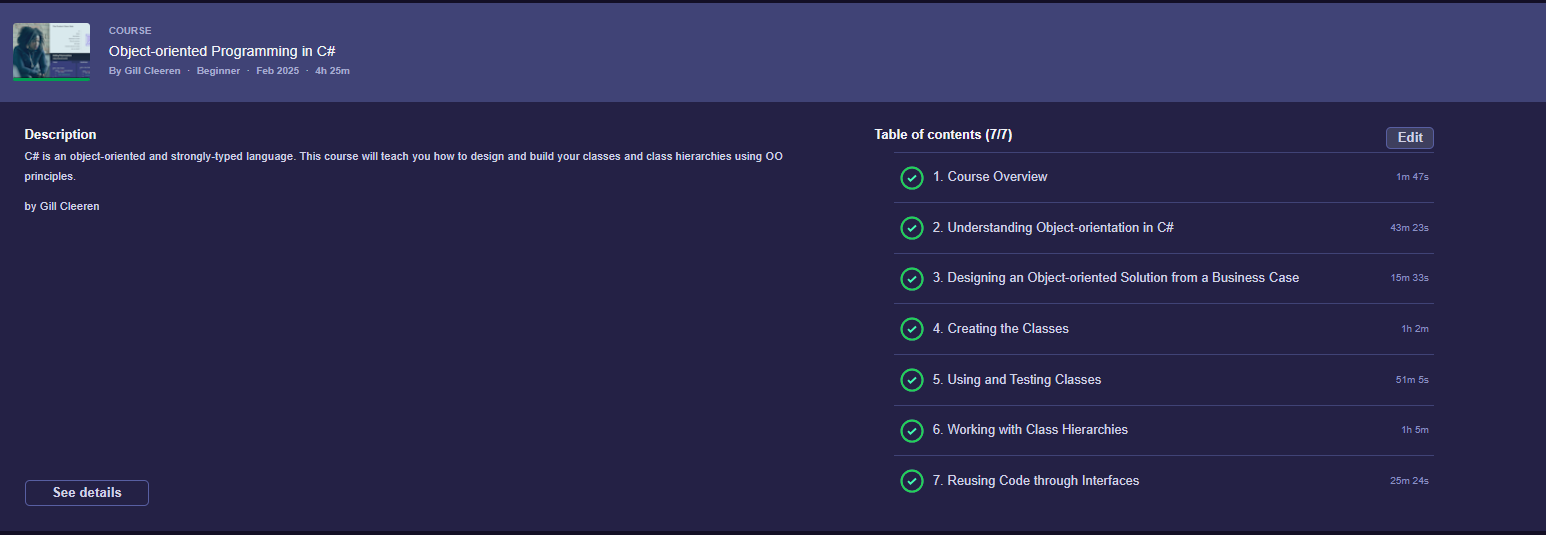 COURSE
Object-oriented Programming in C#
By Gill Cleeren · Beginner · Feb 2025 · 4h 25m
Description
C# is an object-oriented and strongly-typed language. This course will teach you how to design and build your classes and class hierarchies using OO
principles.
by Gill Cleeren
See details
Table of contents (7/7)
Edit
1. Course Overview 1m 47s
2. Understanding Object-orientation in C# 43m 23s
3. Designing an Object-oriented Solution from a Business Case 15m 33s
4. Creating the Classes 1h 2m
5. Using and Testing Classes 51m 5s
6. Working with Class Hierarchies 1h 5m
7. Reusing Code through Interfaces 25m 24s